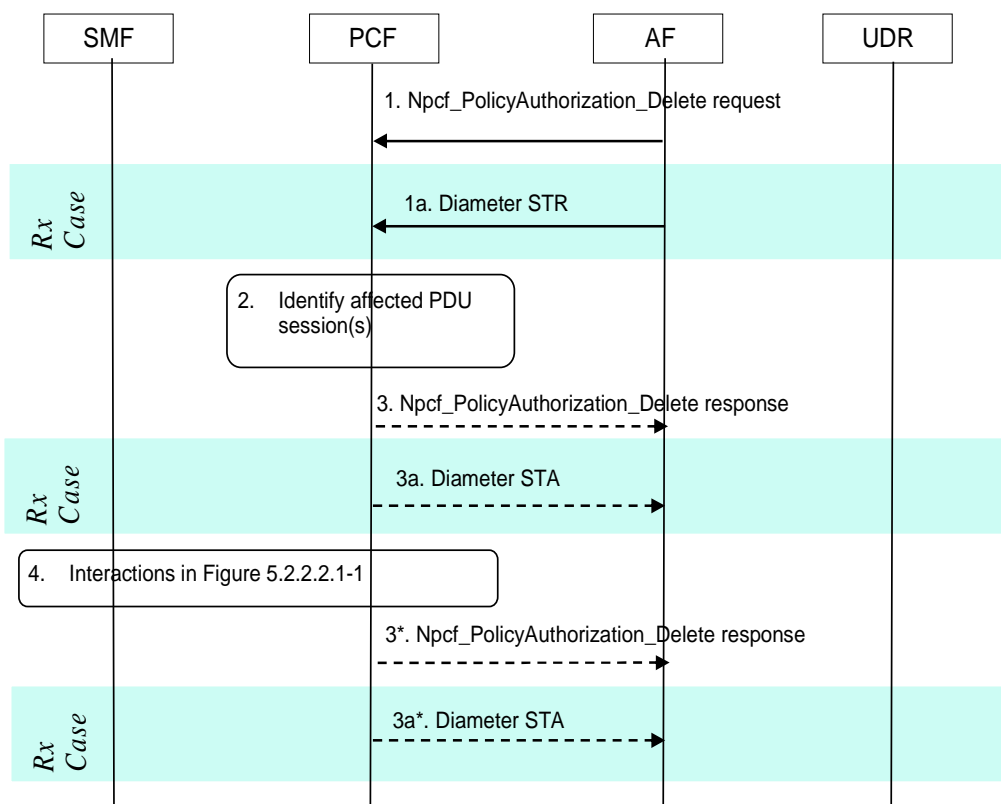 SMF
PCF
AF
UDR
1. Npcf_PolicyAuthorization_Delete request
Rx
Case
1a. Diameter STR
2. Identify affected PDU
session(s)
3. Npcf_PolicyAuthorization_Delete response
Rx
Case
3a. Diameter STA
4. Interactions in Figure 5.2.2.2.1-1
3*. Npcf_PolicyAuthorization_Delete response
Rx
Case
3a*. Diameter STA